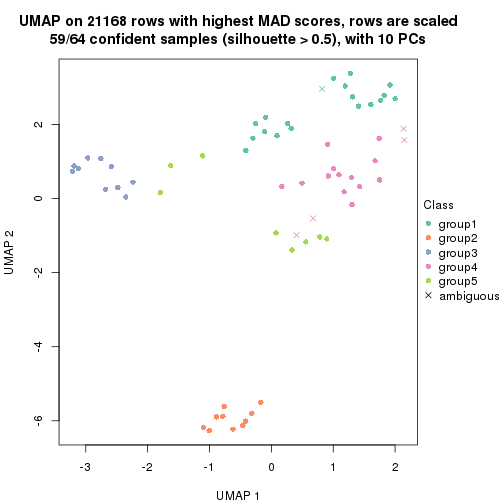 UMAP on 21168 rows with highest MAD scores, rows are scaled
59/64 confident samples (silhouette > 0.5), with 10 PCs
UMAP 2
2
0
-2
-4
-6
-3
-2
-1
0
1
2
UMAP 1
Class
group1
group2
group3
group4
group5
ambiguous